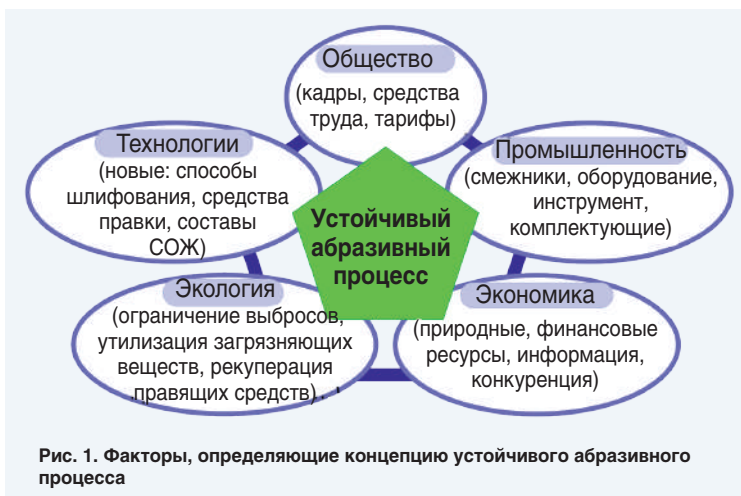 Общество
(кадры, средства
труда, тарифы)
Технологии
(новые: способы
шлифования, средства
правки, составы
СОЖ)
Промышленность
(смежники, оборудование,
инструмент,
комплектующие)
Устойчивый
абразивный
процесс
Экология
(ограничение выбросов,
утилизация загрязняющих
веществ, рекуперация
правящих средств)
Экономика
(природные, финансовые
ресурсы, информация,
конкуренция)
Рис. 1. Факторы, определяющие концепцию устойчивого абразивного
процесса